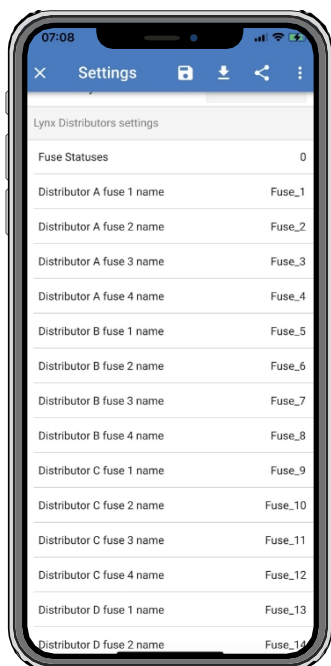 07:08
Settings
Lynx Distributors settings
Fuse Statuses 0
Distributor A fuse 1 name Fuse_1
Distributor A fuse 2 name Fuse_2
Distributor A fuse 3 name Fuse_3
Distributor A fuse 4 name Fuse_4
Distributor B fuse 1 name Fuse_5
Distributor B fuse 2 name Fuse_6
Distributor B fuse 3 name Fuse_7
Distributor B fuse 4 name Fuse_8
Distributor C fuse 1 name Fuse_9
Distributor C fuse 2 name Fuse_10
Distributor C fuse 3 name Fuse_11
Distributor C fuse 4 name Fuse_12
Distributor D fuse 1 name Fuse_13
Distributor D fuse 2 name Fuse_14